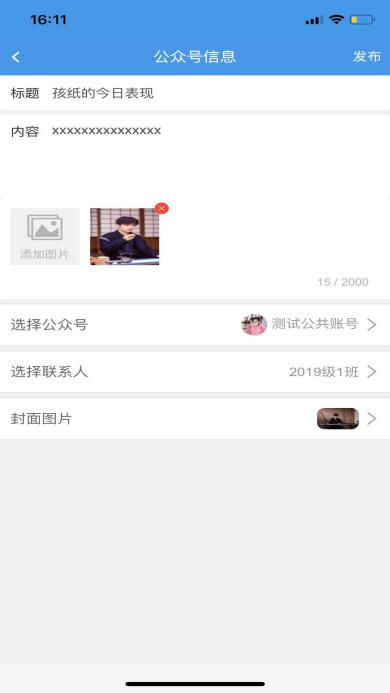 16:11
公众号信息 发布
标题 孩纸的今日表现
内容 xxxxxxxxxxxxxxx
添加图片
15 / 2000
选择公众号 测试公共账号
选择联系人 2019级1班
封面图片